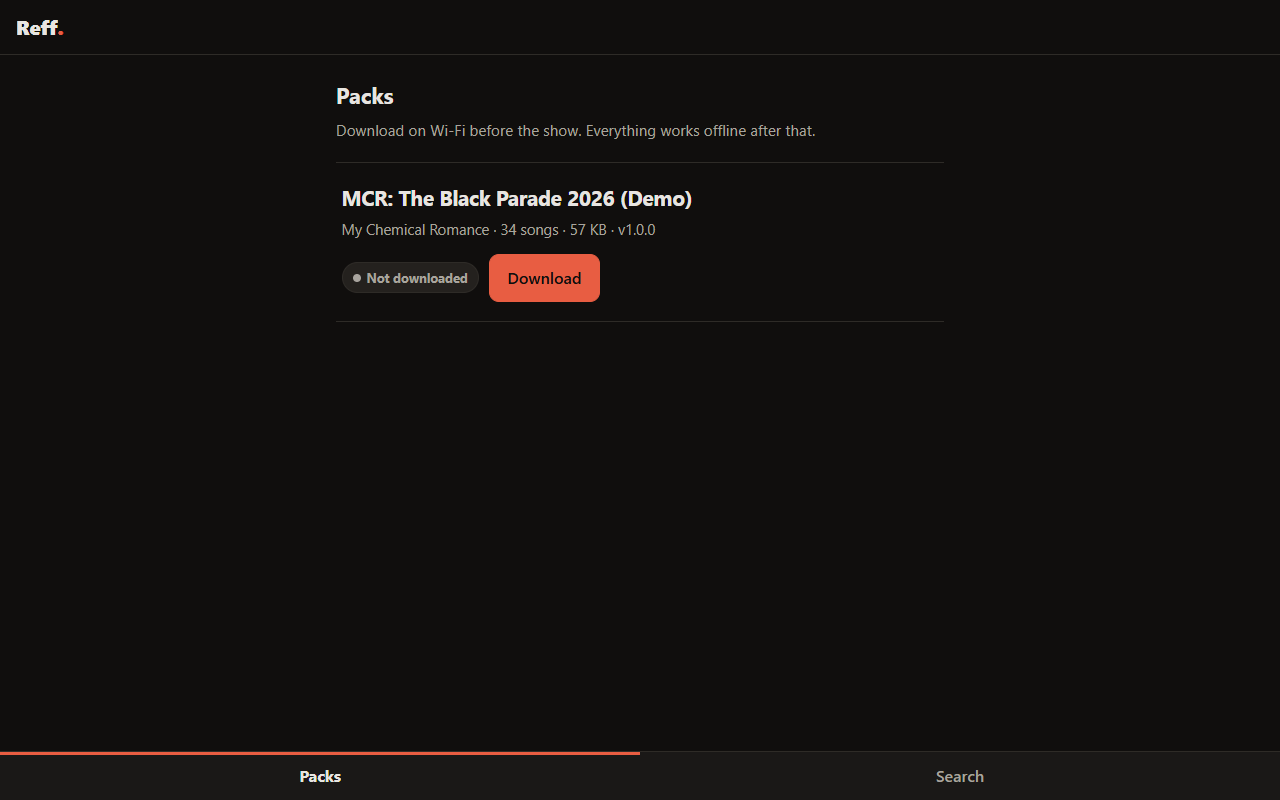 Reff.
Packs
Download on Wi-Fi before the show. Everything works offline after that.
MCR: The Black Parade 2026 (Demo)
My Chemical Romance · 34 songs · 57 KB · v1.0.0
Not downloaded
Download
Packs
Search